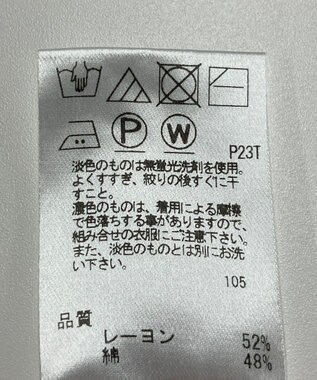 P W
P23T
淡色のものは無蛍光洗剤を使用。
よくすすぎ、絞りの後すぐに干
すこと。
濃色のものは、着用による摩擦
で色落ちする事がありますので、
組み合せの衣服にご注意下さい。
また、淡色のものとは別にお洗
い下さい。
105
品質
レーヨン 52%
綿 48%